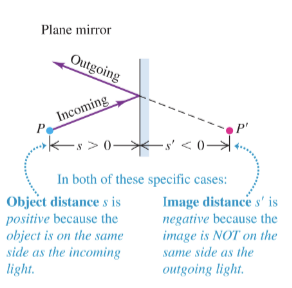 Plane mirror
Outgoing
Incoming
P
P′
s > 0
s′ < 0
In both of these specific cases:
Object distance s is
positive because the
object is on the same
side as the incoming
light.
Image distance s′ is
negative because the
image is NOT on the
same side as the
outgoing light.